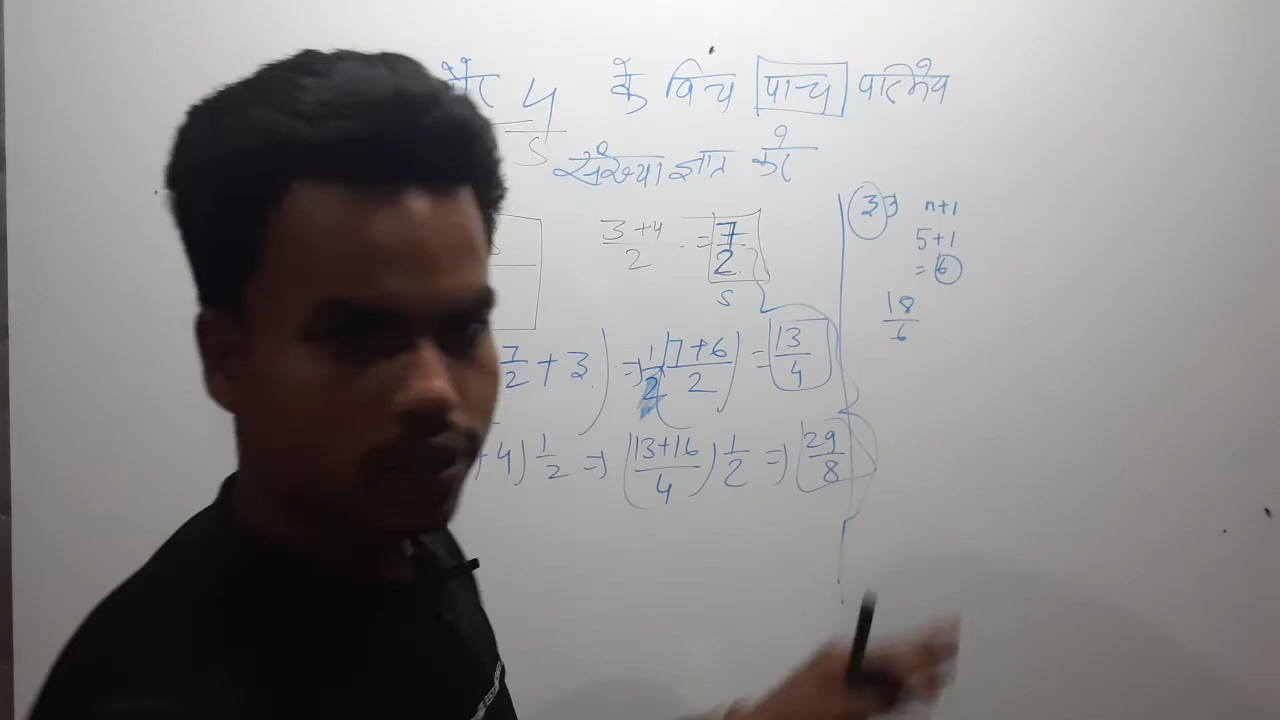 और 4 के विच पाच परिमेय
5
संख्या ज्ञात करे
3+4/2 = 7/2
5
7/2 + 3) ⇒ 1/2(7+6/2) = 13/4
+4) 1/2 ⇒ (13+16/4) 1/2 ⇒ 29/8
3) n+1
5+1
= 6
18/6